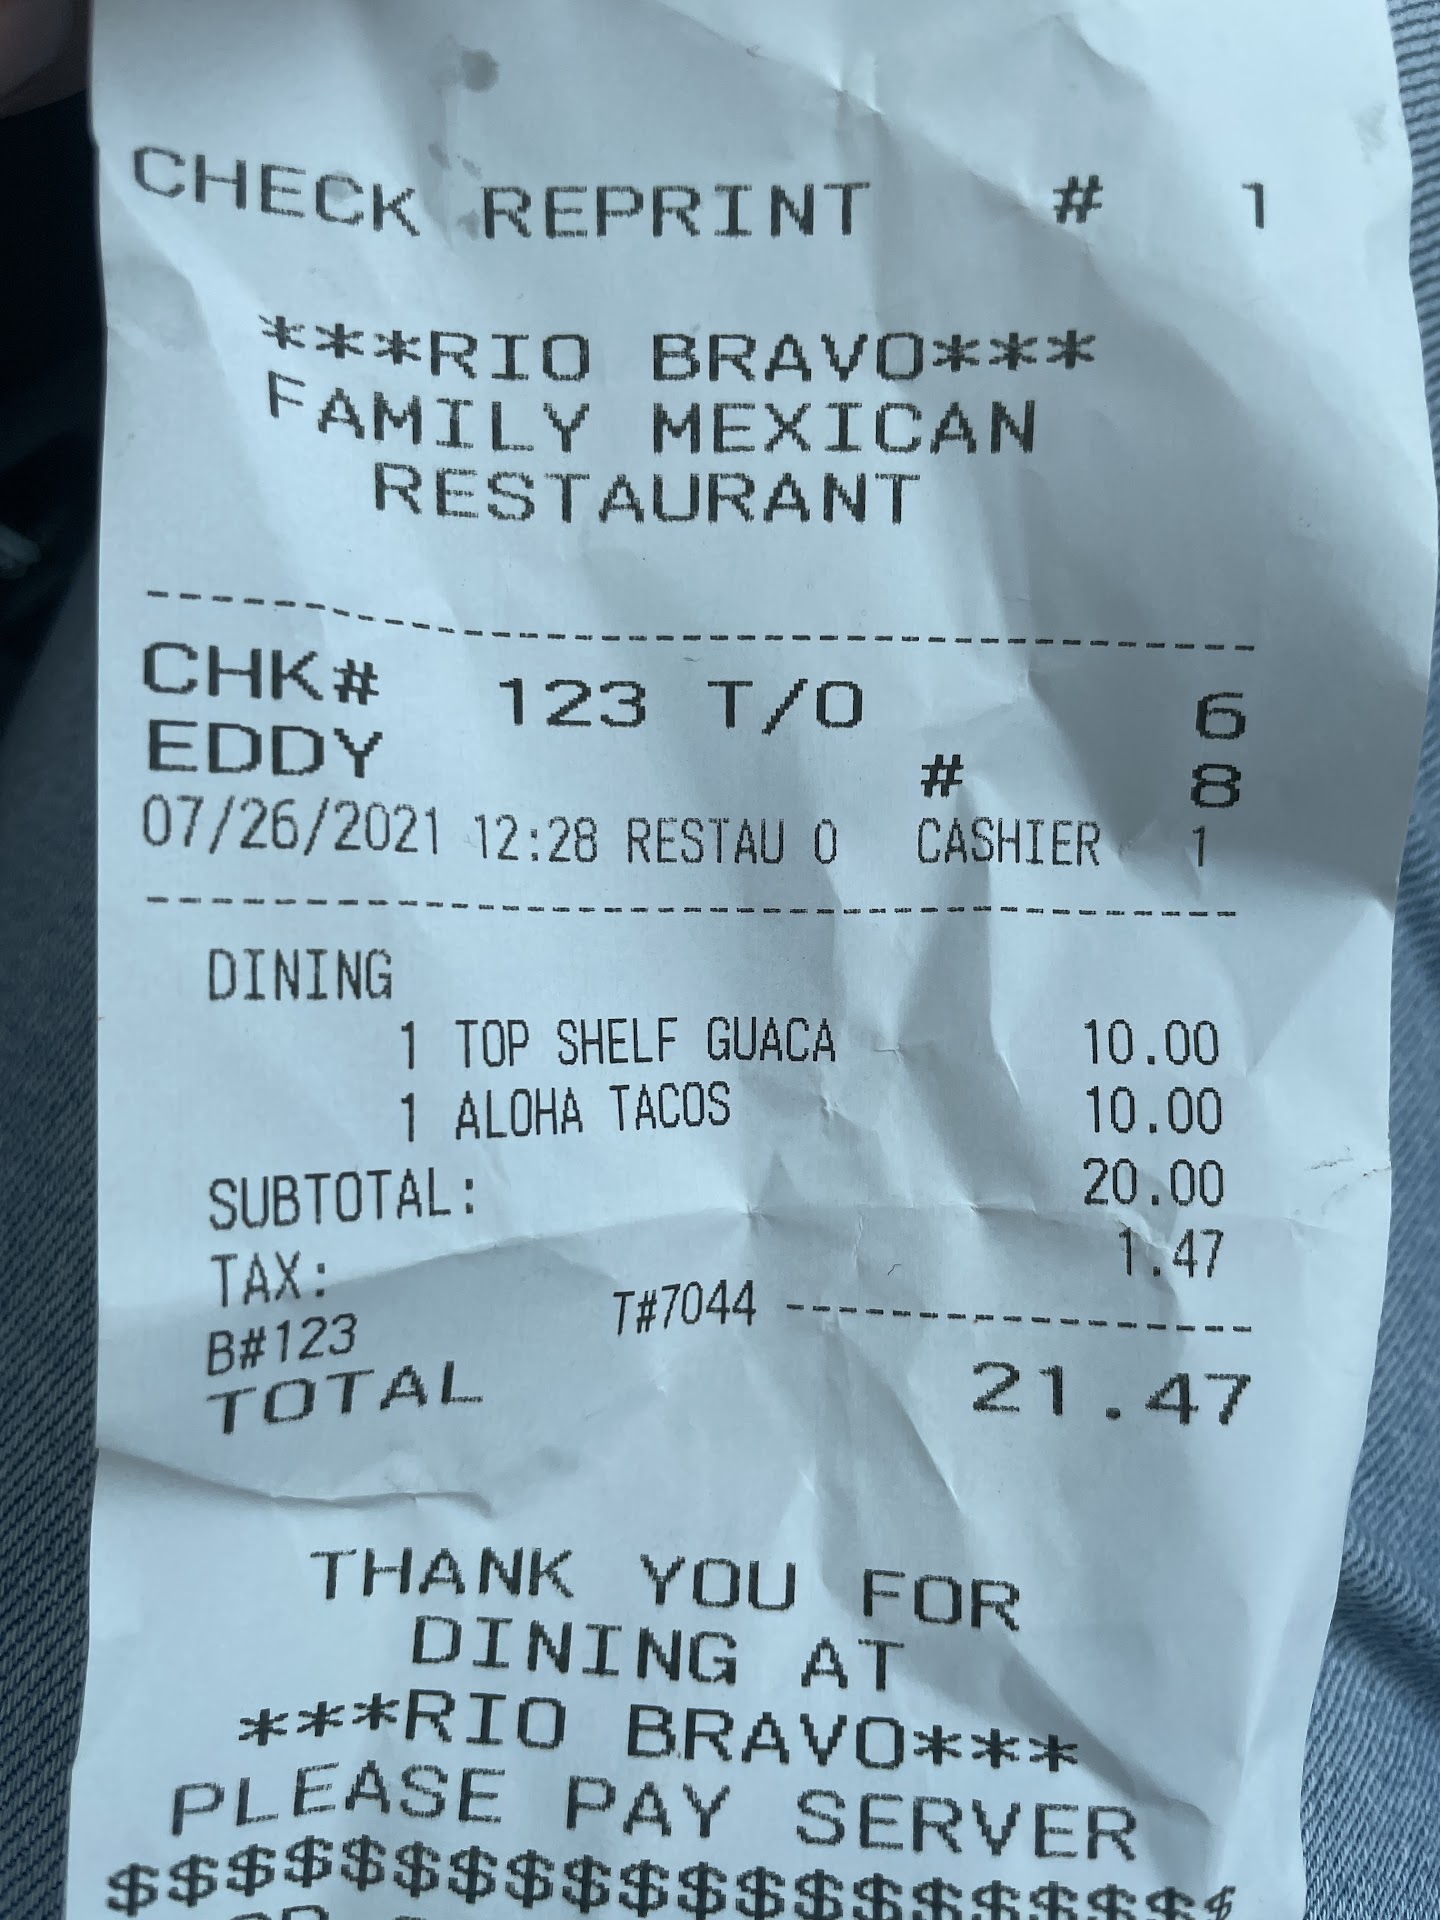 CHECK REPRINT # 1
***RIO BRAVO***
FAMILY MEXICAN
RESTAURANT
CHK# 123 T/O 6
EDDY # 8
07/26/2021 12:28 RESTAU 0 CASHIER 1
DINING
1 TOP SHELF GUACA 10.00
1 ALOHA TACOS 10.00
SUBTOTAL: 20.00
TAX: 1.47
B#123 T#7044
TOTAL 21.47
THANK YOU FOR
DINING AT
***RIO BRAVO***
PLEASE PAY SERVER
$$$$$$$$$$$$$$$$$$$$